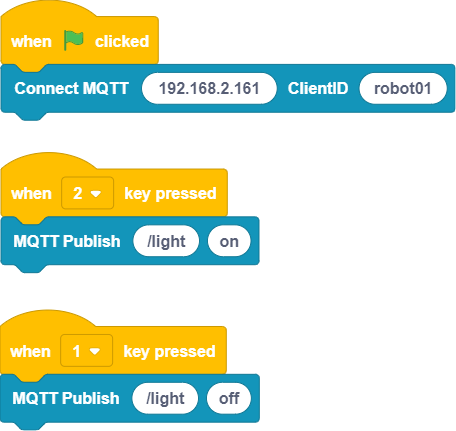 when clicked
Connect MQTT 192.168.2.161 ClientID robot01
when 2 key pressed
MQTT Publish /light on
when 1 key pressed
MQTT Publish /light off